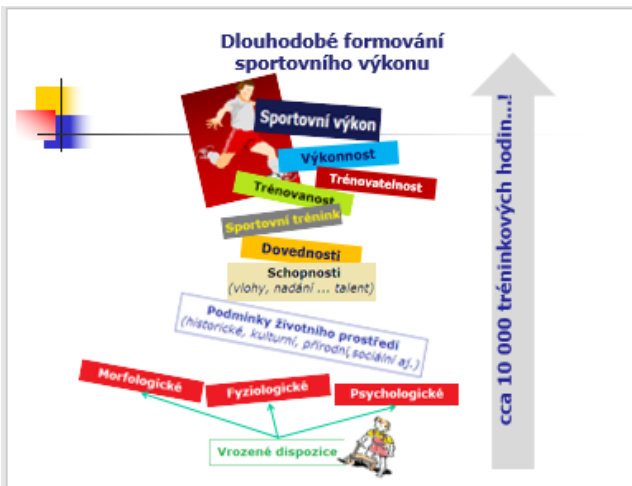 Dlouhodobé formování
sportovního výkonu
Sportovní výkon
Výkonnost
Trénovatelnost
Trénovanost
Sportovní trénink
Dovednosti
Schopnosti
(vlohy, nadání ... talent)
Podmínky životního prostředí
(historické, kulturní, přírodní,sociální aj.)
Morfologické
Fyziologické
Psychologické
Vrozené dispozice
cca 10 000 tréninkových hodin...!